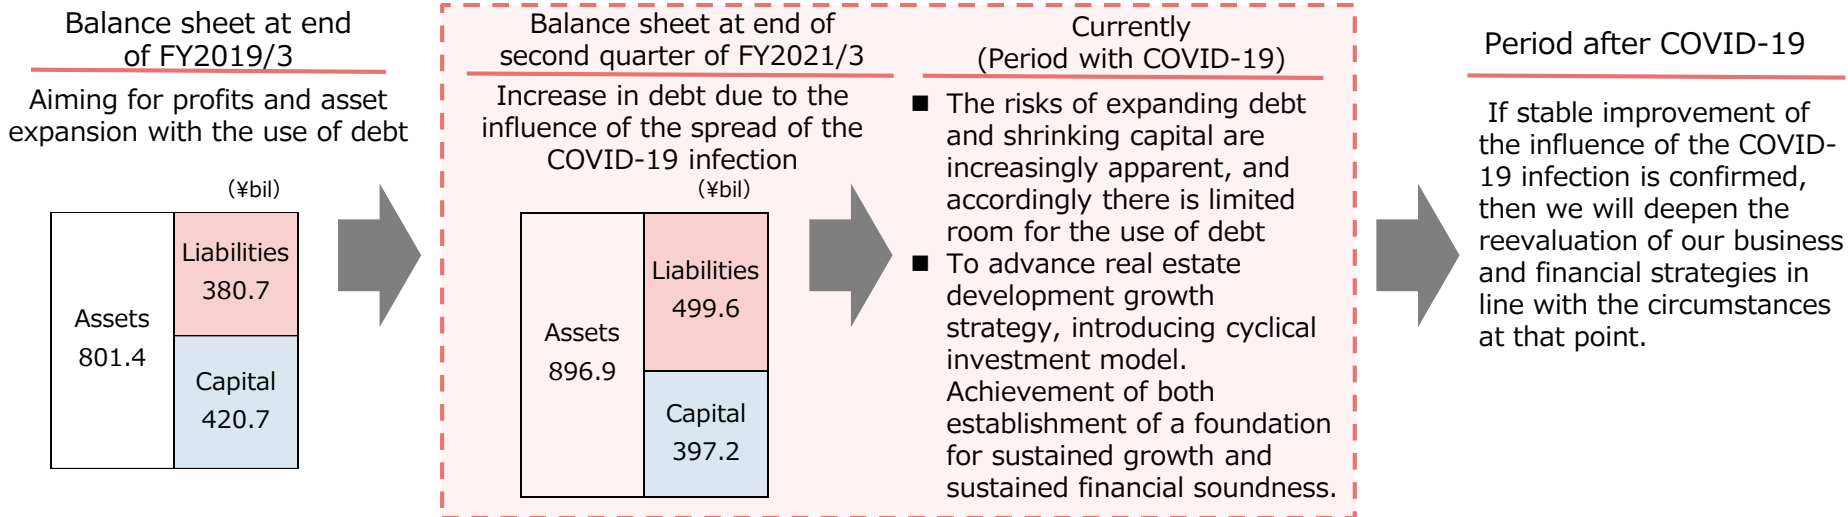 Balance sheet at end
of FY2019/3
Aiming for profits and asset
expansion with the use of debt
(¥bil)
Assets
801.4
Liabilities
380.7
Capital
420.7
Balance sheet at end of
second quarter of FY2021/3
Increase in debt due to the
influence of the spread of the
COVID-19 infection
(¥bil)
Assets
896.9
Liabilities
499.6
Capital
397.2
Currently
(Period with COVID-19)
■ The risks of expanding debt
and shrinking capital are
increasingly apparent, and
accordingly there is limited
room for the use of debt
■ To advance real estate
development growth
strategy, introducing cyclical
investment model.
Achievement of both
establishment of a foundation
for sustained growth and
sustained financial soundness.
Period after COVID-19
If stable improvement of
the influence of the COVID-
19 infection is confirmed,
then we will deepen the
reevaluation of our business
and financial strategies in
line with the circumstances
at that point.